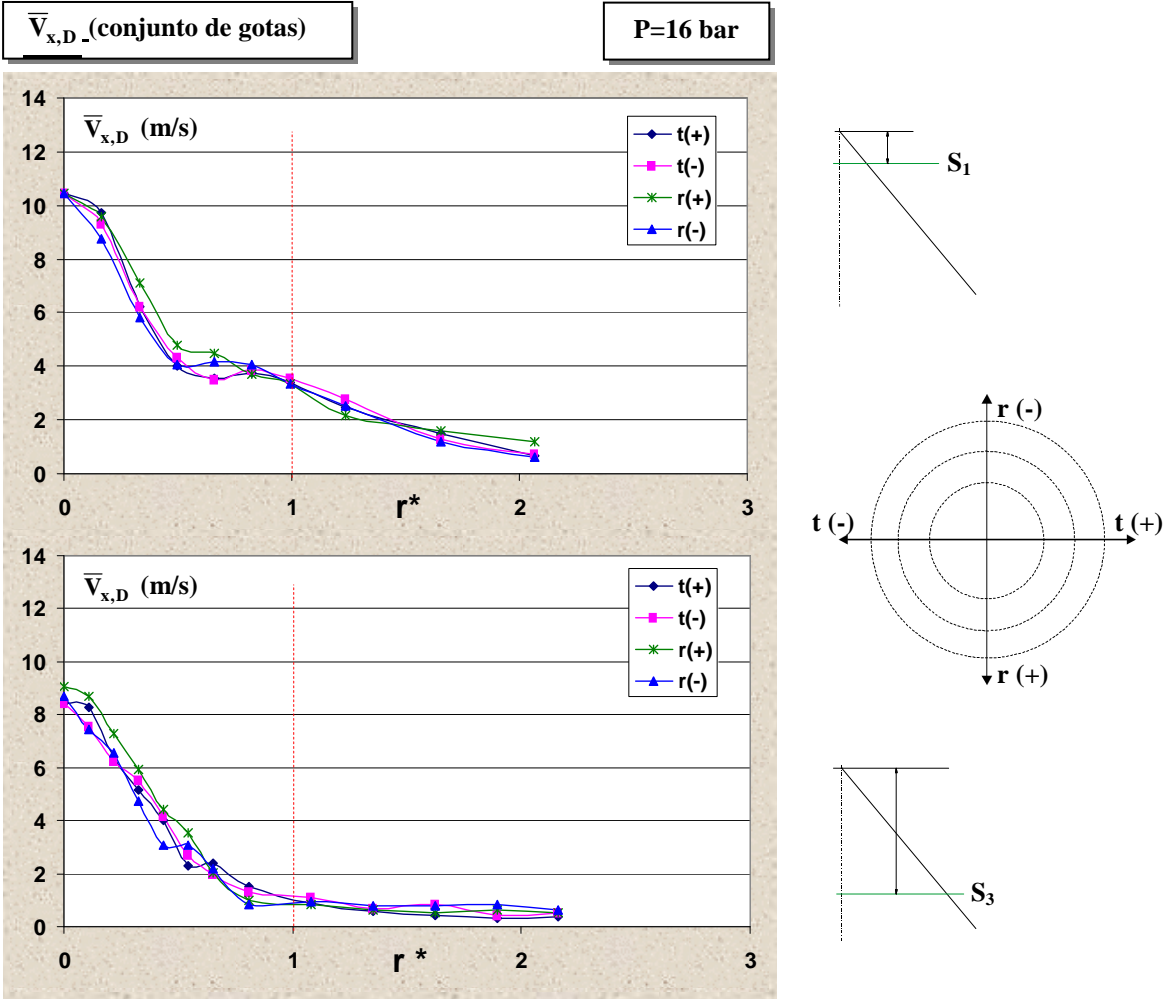 V̅x,D (conjunto de gotas)
P=16 bar
14
12
10
8
6
4
2
0
V̅x,D (m/s)
t(+)
t(-)
r(+)
r(-)
0
1
2
3
r*
S1
r (-)
t (-)
t (+)
r (+)
14
12
10
8
6
4
2
0
V̅x,D (m/s)
t(+)
t(-)
r(+)
r(-)
0
1
2
3
r *
S3